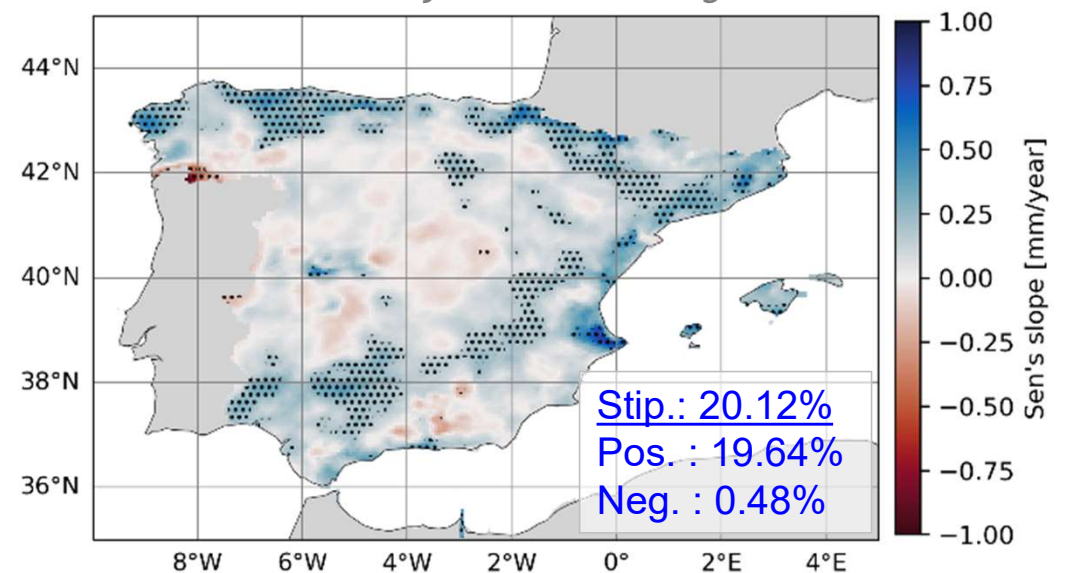 44°N
42°N
40°N
38°N
36°N
8°W 6°W 4°W 2°W 0° 2°E 4°E
Stip.: 20.12%
Pos. : 19.64%
Neg. : 0.48%
1.00
0.75
0.50
0.25
0.00
−0.25
−0.50
−0.75
−1.00
Sen's slope [mm/year]